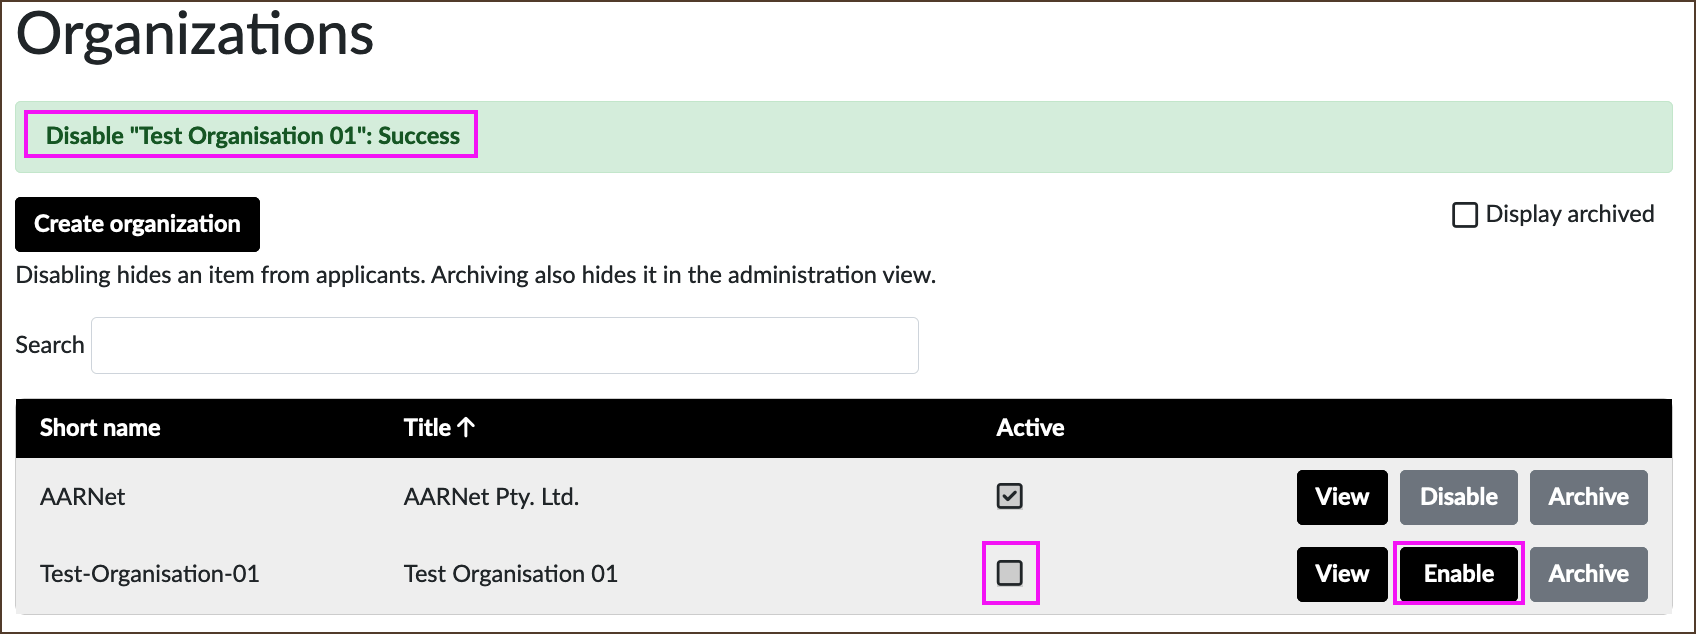 Organizations
Disable "Test Organisation 01": Success
Create organization
Display archived
Disabling hides an item from applicants. Archiving also hides it in the administration view.
Search
Short name Title↑ Active
AARNet AARNet Pty. Ltd. View Disable Archive
Test-Organisation-01 Test Organisation 01 View Enable Archive